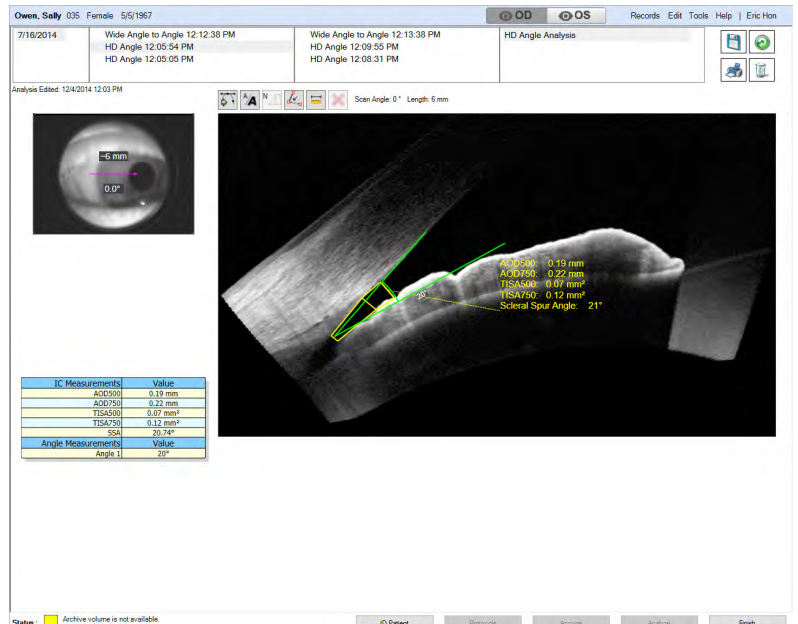 Owen, Sally 035 Female 5/5/1967
OD
OS
Records Edit Tools Help | Eric Hon
7/16/2014
Wide Angle to Angle 12:12:38 PM
HD Angle 12:05:54 PM
HD Angle 12:05:05 PM
Wide Angle to Angle 12:13:38 PM
HD Angle 12:09:55 PM
HD Angle 12:08:31 PM
HD Angle Analysis
Analysis Edited: 12/4/2014 12:03 PM
Scan Angle: 0° Length: 6 mm
~6 mm
0.0°
AOD500: 0.19 mm
AOD750: 0.22 mm
TISA500: 0.07 mm²
TISA750: 0.12 mm²
Scleral Spur Angle: 21°
20°
IC Measurements Value
AOD500 0.19 mm
AOD750 0.22 mm
TISA500 0.07 mm²
TISA750 0.12 mm²
SSA 20.74°
Angle Measurements Value
Angle 1 20°
Status : Archive volume is not available.
ID Patient
Acquire
Analyze
Finish